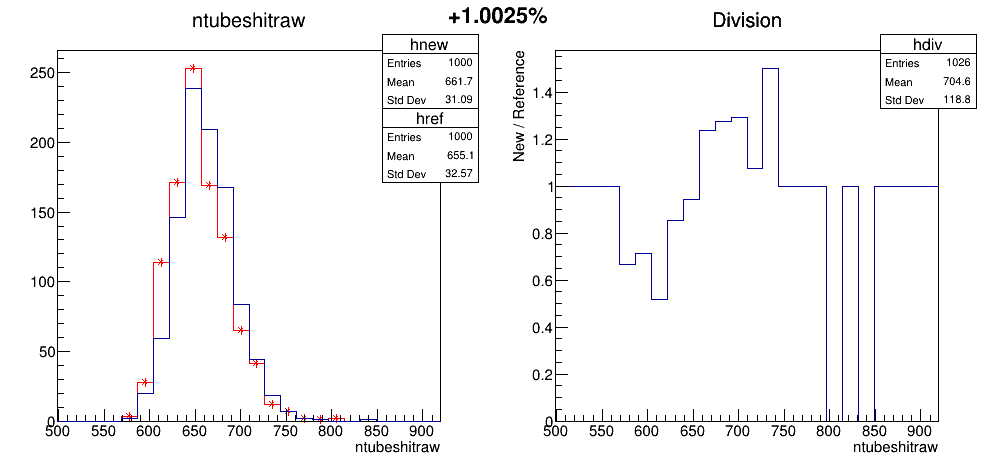 +1.0025%
ntubeshitraw
hnew
Entries 1000
Mean 661.7
Std Dev 31.09
href
Entries 1000
Mean 655.1
Std Dev 32.57
250
200
150
100
50
0
500 550 600 650 700 750 800 850 900
ntubeshitraw
Division
hdiv
Entries 1026
Mean 704.6
Std Dev 118.8
New / Reference
1.4
1.2
1
0.8
0.6
0.4
0.2
0
500 550 600 650 700 750 800 850 900
ntubeshitraw